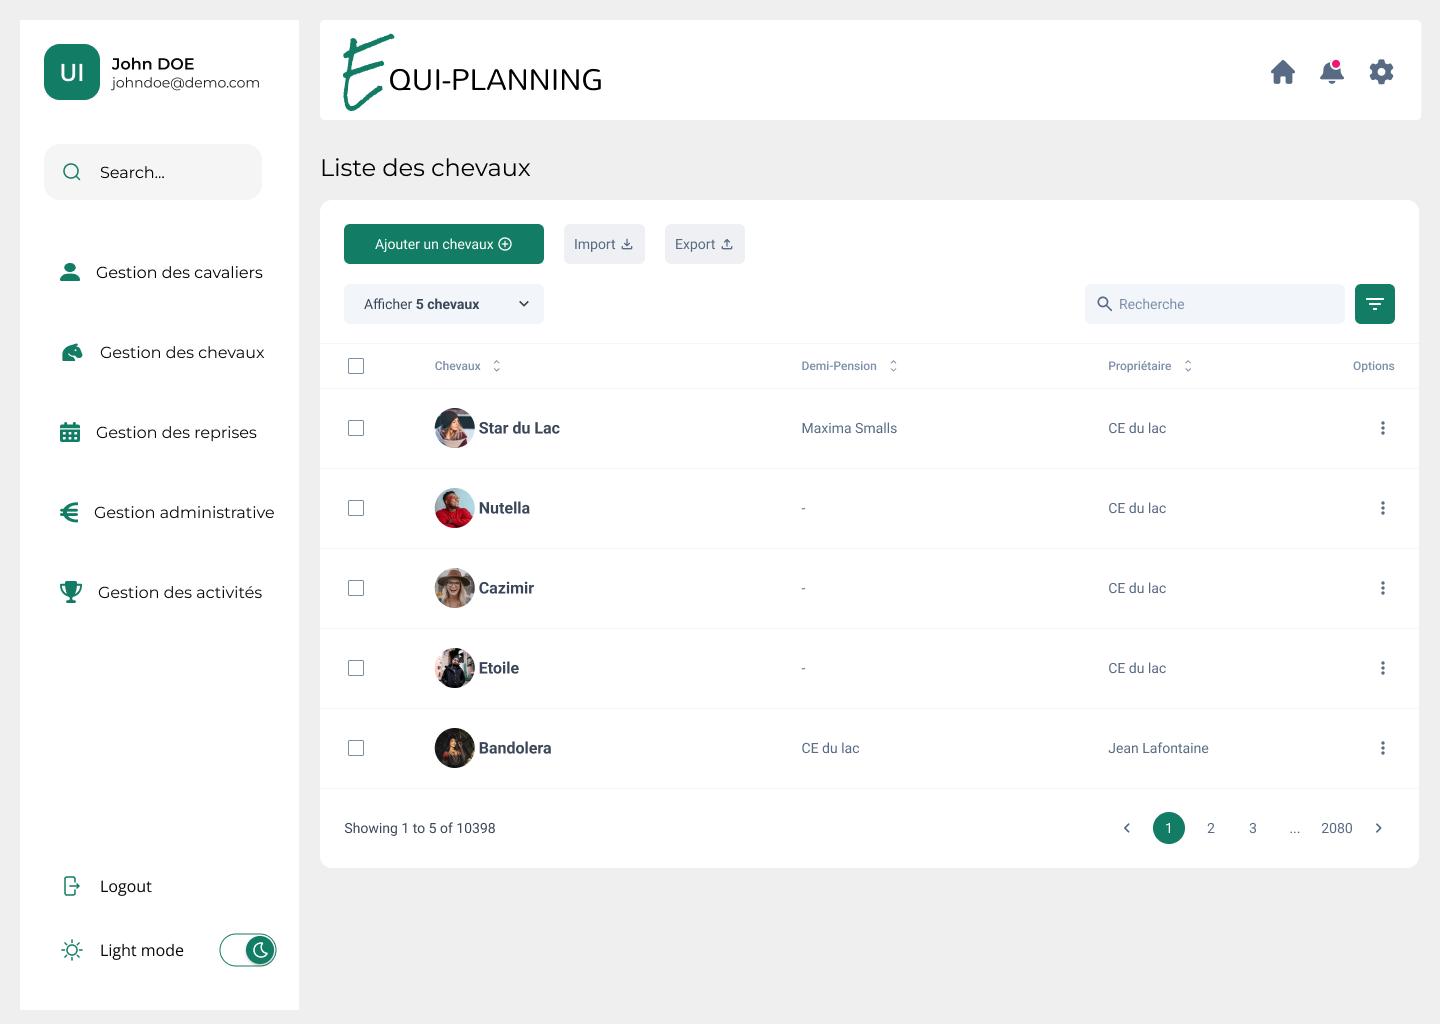 UI
John DOE
johndoe@demo.com
Search...
Gestion des cavaliers
Gestion des chevaux
Gestion des reprises
Gestion administrative
Gestion des activités
Logout
Light mode
EQUI-PLANNING
Liste des chevaux
Ajouter un chevaux
Import
Export
Afficher 5 chevaux
Recherche
Chevaux Demi-Pension Propriétaire Options
Star du Lac Maxima Smalls CE du lac
Nutella - CE du lac
Cazimir - CE du lac
Etoile - CE du lac
Bandolera CE du lac Jean Lafontaine
Showing 1 to 5 of 10398
1 2 3 ... 2080